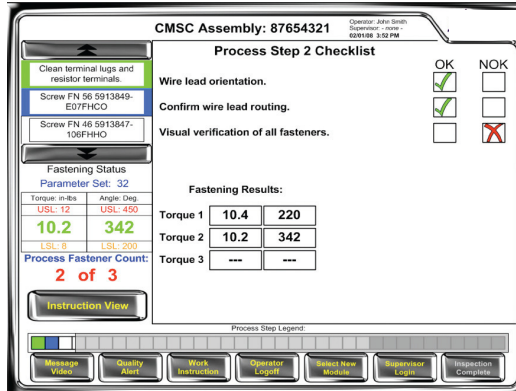 CMSC Assembly: 87654321
Operator: John Smith
Supervisor: - none -
02/01/88 3:52 PM
Process Step 2 Checklist
OK NOK
Clean terminal lugs and
resistor terminals.
Screw FN 56 5913849-
E07FHCO
Screw FN 46 5913847-
106FHHO
Wire lead orientation.
Confirm wire lead routing.
Visual verification of all fasteners.
Fastening Status
Parameter Set: 32
Torque: in-lbs Angle: Deg.
USL: 12 USL: 450
10.2 342
LSL: 8 LSL: 200
Process Fastener Count:
2 of 3
Instruction View
Fastening Results:
Torque 1 10.4 220
Torque 2 10.2 342
Torque 3 --- ---
Process Step Legend:
Message
Video
Quality
Alert
Work
Instruction
Operator
Logoff
Select New
Module
Supervisor
Login
Inspection
Complete